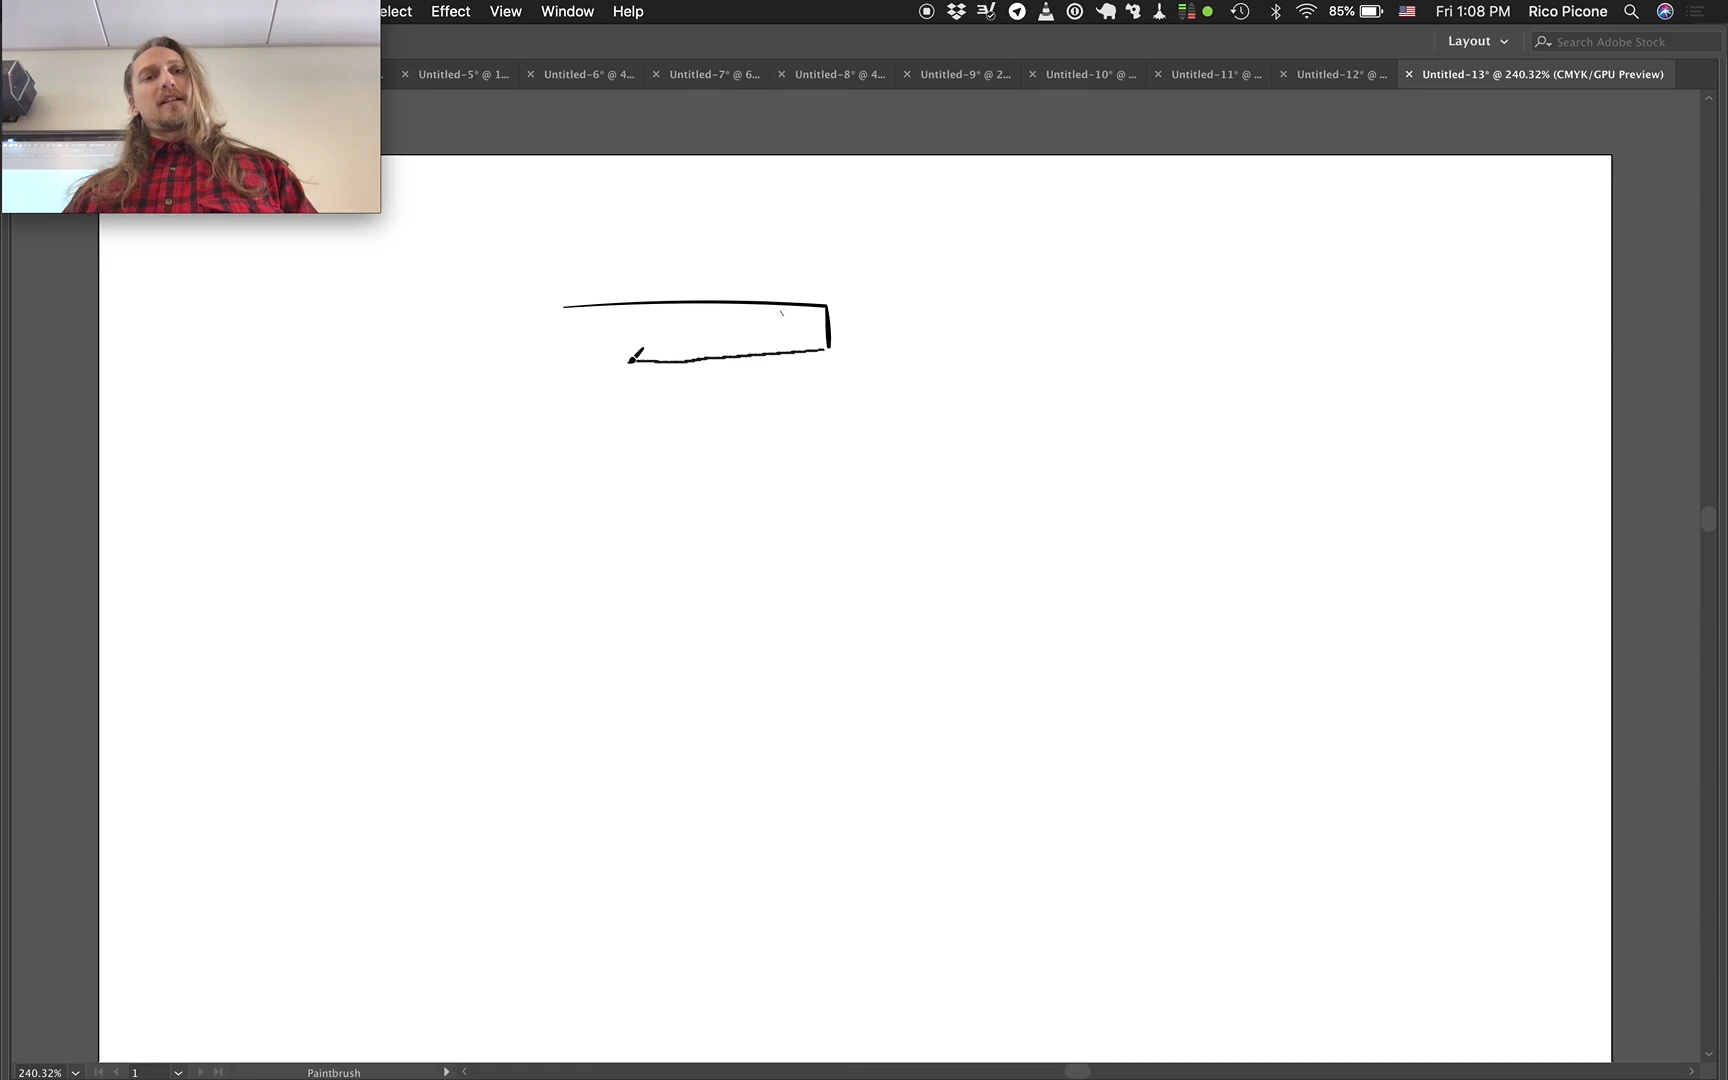 elect Effect View Window Help 85% Fri 1:08 PM Rico Picone
Layout Search Adobe Stock
Untitled-5* @ 1... Untitled-6* @ 4... Untitled-7* @ 6... Untitled-8* @ 4... Untitled-9* @ 2... Untitled-10* @ ... Untitled-11* @ ... Untitled-12* @ ... Untitled-13* @ 240.32% (CMYK/GPU Preview)
240.32% 1 Paintbrush